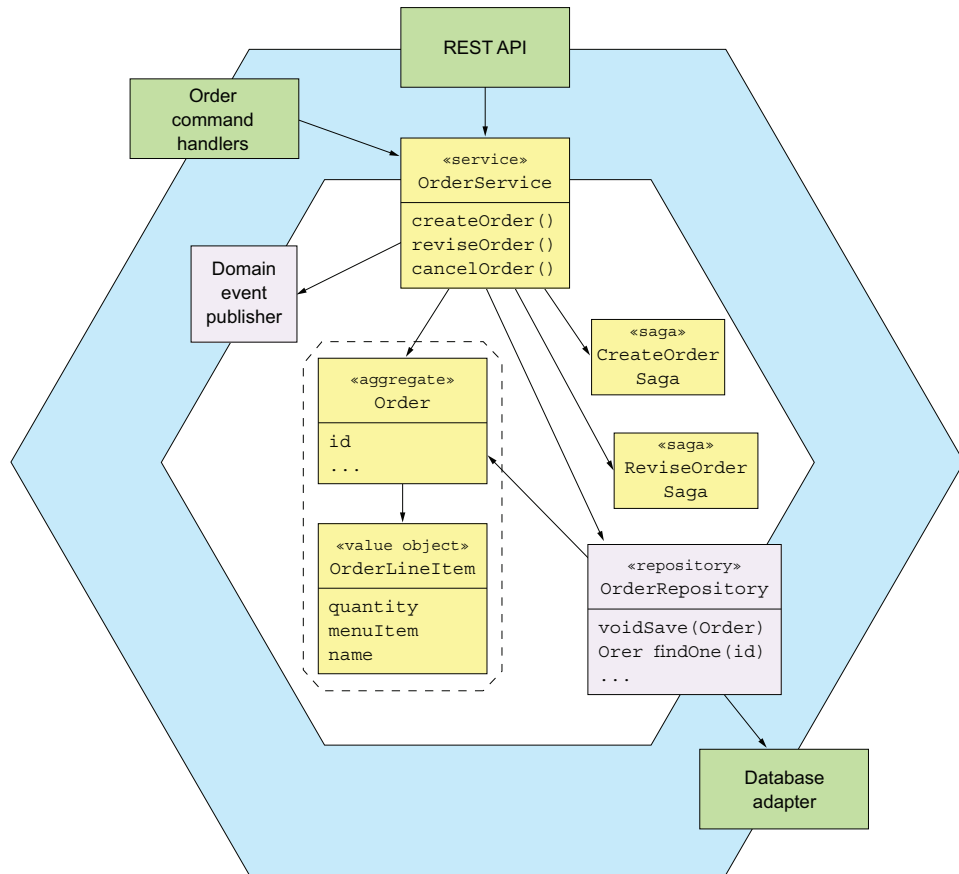 REST API
Order
command
handlers
«service»
OrderService
createOrder()
reviseOrder()
cancelOrder()
Domain
event
publisher
«saga»
CreateOrder
Saga
«aggregate»
Order
id
...
«saga»
ReviseOrder
Saga
«value object»
OrderLineItem
quantity
menuItem
name
«repository»
OrderRepository
voidSave(Order)
Orer findOne(id)
...
Database
adapter